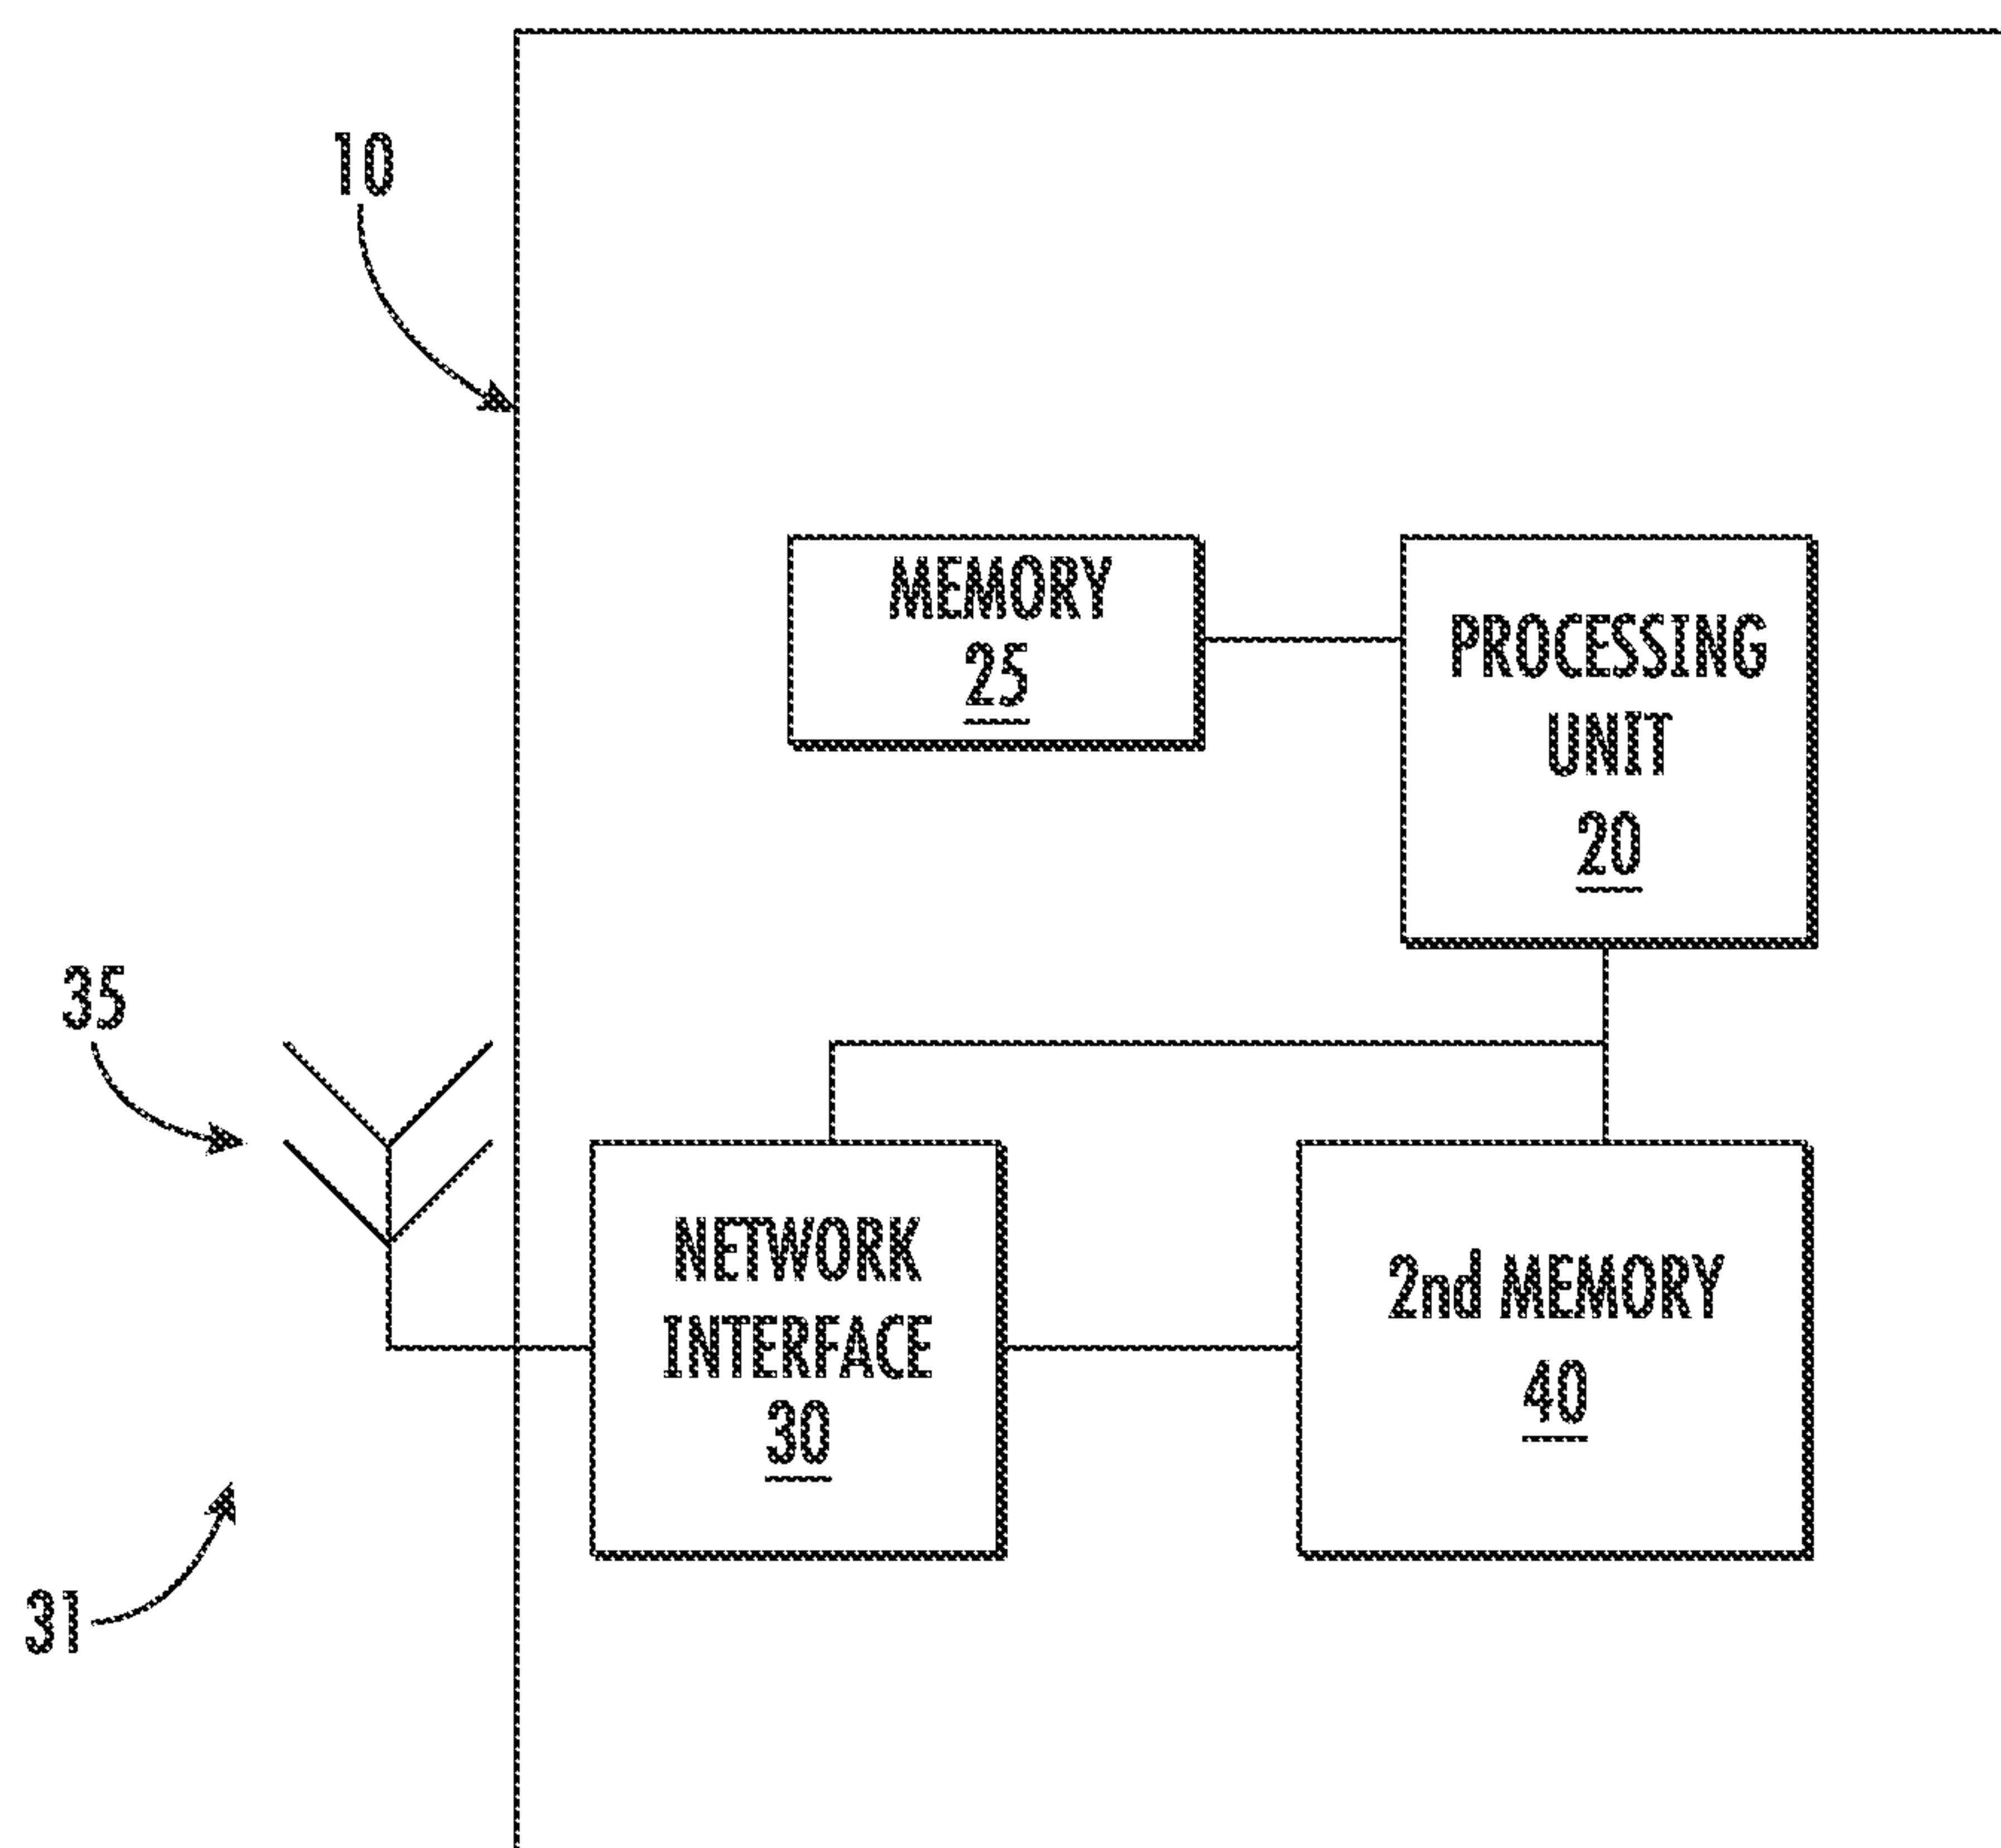 10
MEMORY
25
PROCESSING
UNIT
20
35
NETWORK
INTERFACE
30
2nd MEMORY
40
31